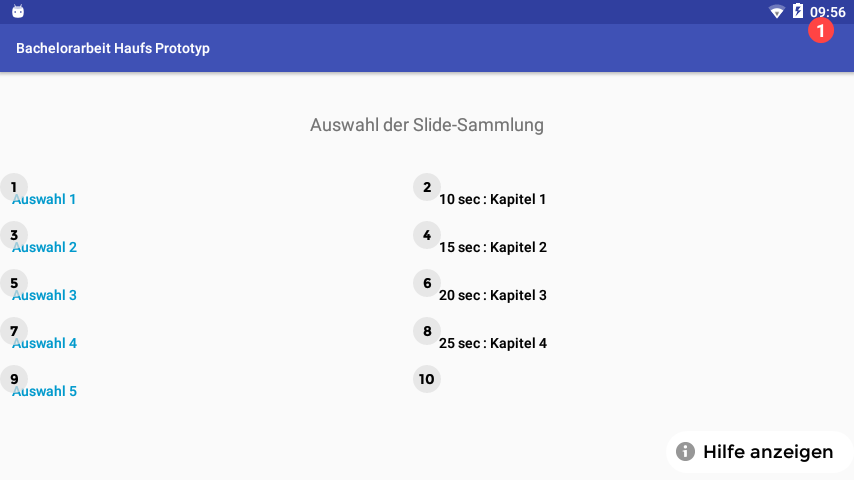 09:56
Bachelorarbeit Haufs Prototyp
1
Auswahl der Slide-Sammlung
1
Auswahl 1
2
10 sec : Kapitel 1
3
Auswahl 2
4
15 sec : Kapitel 2
5
Auswahl 3
6
20 sec : Kapitel 3
7
Auswahl 4
8
25 sec : Kapitel 4
9
Auswahl 5
10
Hilfe anzeigen